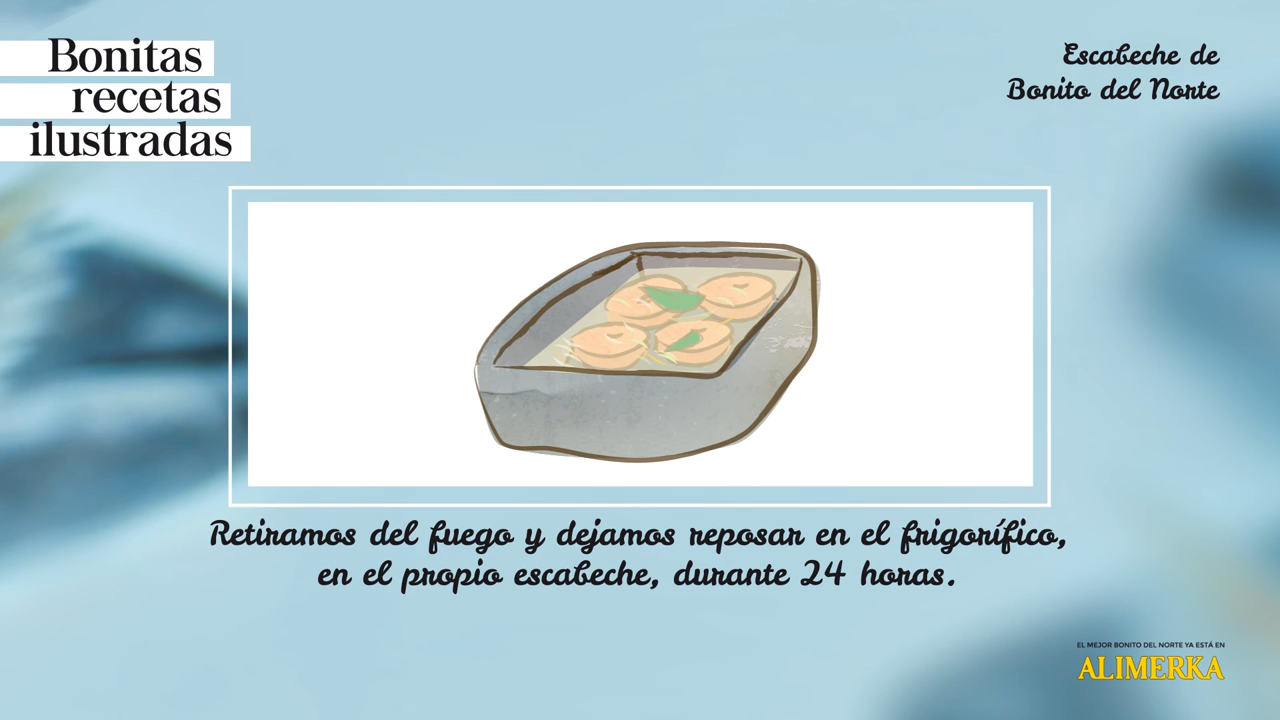 Bonitas
recetas
ilustradas
Escabeche de
Bonito del Norte
Retiramos del fuego y dejamos reposar en el frigorífico,
en el propio escabeche, durante 24 horas.
EL MEJOR BONITO DEL NORTE YA ESTÁ EN
ALIMERKA